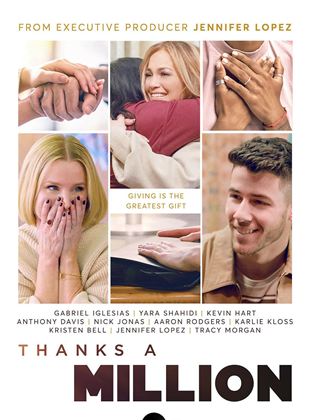 FROM EXECUTIVE PRODUCER JENNIFER LOPEZ
GIVING IS THE
GREATEST GIFT
GABRIEL IGLESIAS | YARA SHAHIDI | KEVIN HART
ANTHONY DAVIS | NICK JONAS | AARON RODGERS | KARLIE KLOSS
KRISTEN BELL | JENNIFER LOPEZ | TRACY MORGAN
THANKS A
MILLION